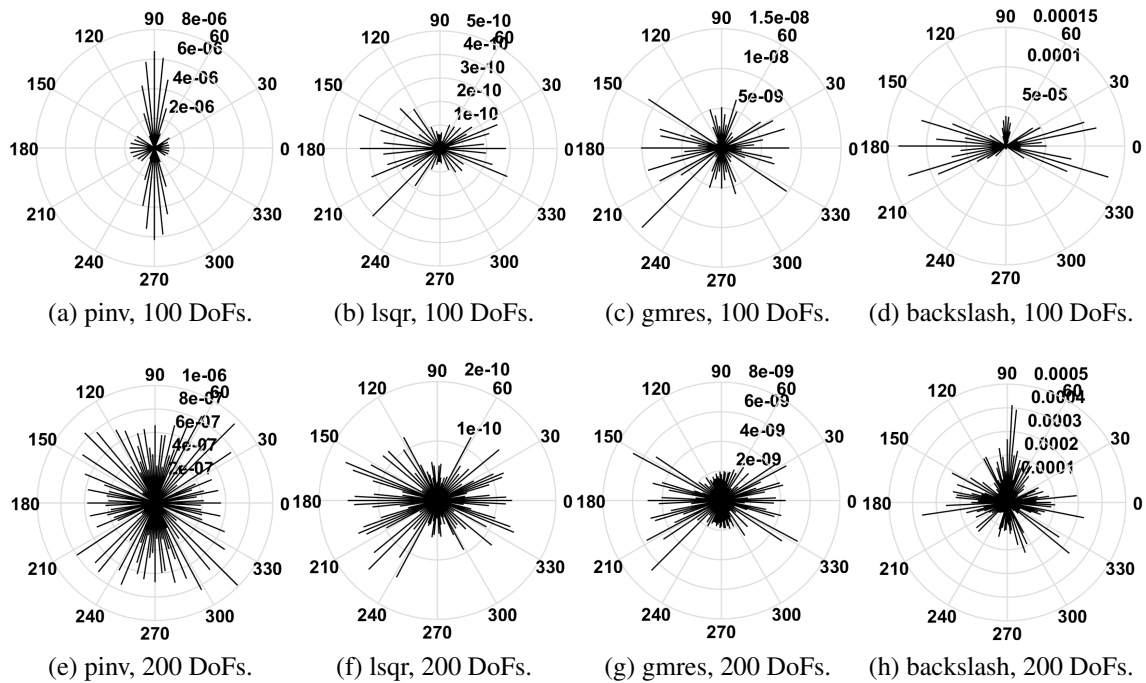 90 8e-06
120 60
6e-06
150 4e-06 30
2e-06
180 0
210 330
240 300
270
(a) pinv, 100 DoFs.
90 5e-10
120 4e-10 60
3e-10
150 2e-10 30
1e-10
180 0
210 330
240 300
270
(b) lsqr, 100 DoFs.
90 1.5e-08
120 60
1e-08
150 30
5e-09
180 0
210 330
240 300
270
(c) gmres, 100 DoFs.
90 0.00015
120 60
0.0001
150 30
5e-05
180 0
210 330
240 300
270
(d) backslash, 100 DoFs.
90 1e-06
120 8e-07 60
6e-07
150 4e-07 30
2e-07
180 0
210 330
240 300
270
(e) pinv, 200 DoFs.
90 2e-10
120 60
150 1e-10 30
180 0
210 330
240 300
270
(f) lsqr, 200 DoFs.
90 8e-09
120 60
6e-09
150 4e-09 30
2e-09
180 0
210 330
240 300
270
(g) gmres, 200 DoFs.
90 0.0005
120 60
0.0004
0.0003
150 0.0002 30
0.0001
180 0
210 330
240 300
270
(h) backslash, 200 DoFs.